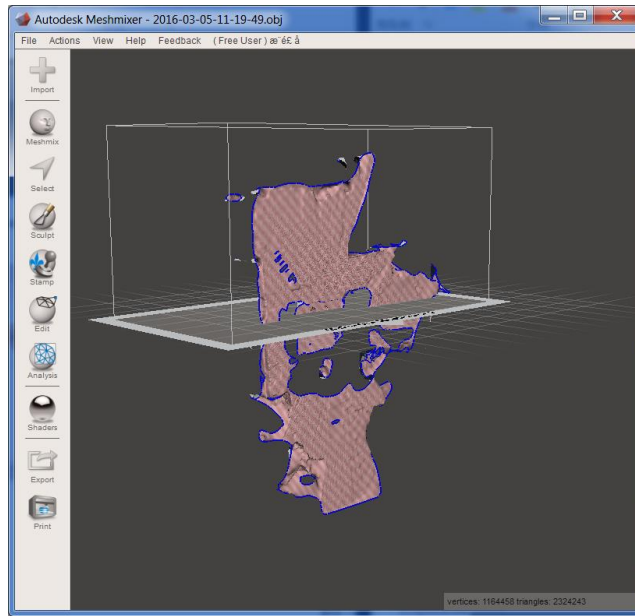 Autodesk Meshmixer - 2016-03-05-11-19-49.obj
File Actions View Help Feedback (Free User) æ¨é£ å
Import
Meshmix
Select
Sculpt
Stamp
Edit
Analysis
Shaders
Export
Print
vertices: 1164458 triangles: 2324243